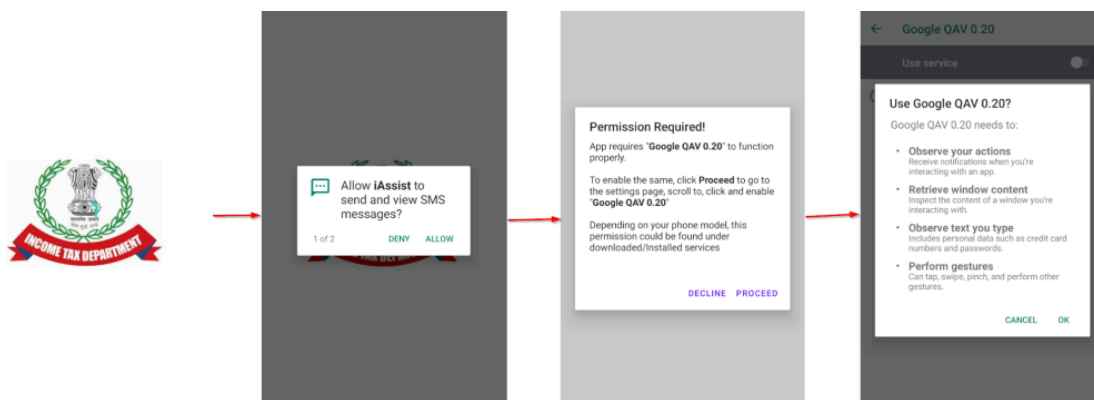 INCOME TAX DEPARTMENT
Allow iAssist to
send and view SMS
messages?
1 of 2 DENY ALLOW
Permission Required!
App requires "Google QAV 0.20" to function
properly.
To enable the same, click Proceed to go to
the settings page, scroll to, click and enable
"Google QAV 0.20"
Depending on your phone model, this
permission could be found under
downloaded/Installed services
DECLINE PROCEED
Google QAV 0.20
Use service
Use Google QAV 0.20?
Google QAV 0.20 needs to:
• Observe your actions
Receive notifications when you're
interacting with an app.
• Retrieve window content
Inspect the content of a window you're
interacting with.
• Observe text you type
Includes personal data such as credit card
numbers and passwords.
• Perform gestures
Can tap, swipe, pinch, and perform other
gestures.
CANCEL OK